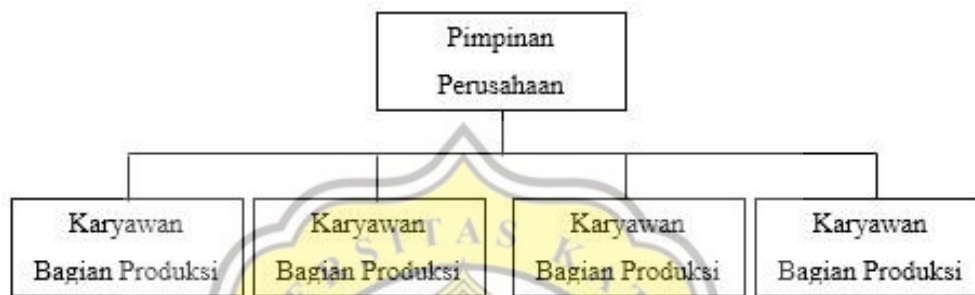 Pimpinan
Perusahaan
Karyawan
Bagian Produksi
Karyawan
Bagian Produksi
Karyawan
Bagian Produksi
Karyawan
Bagian Produksi